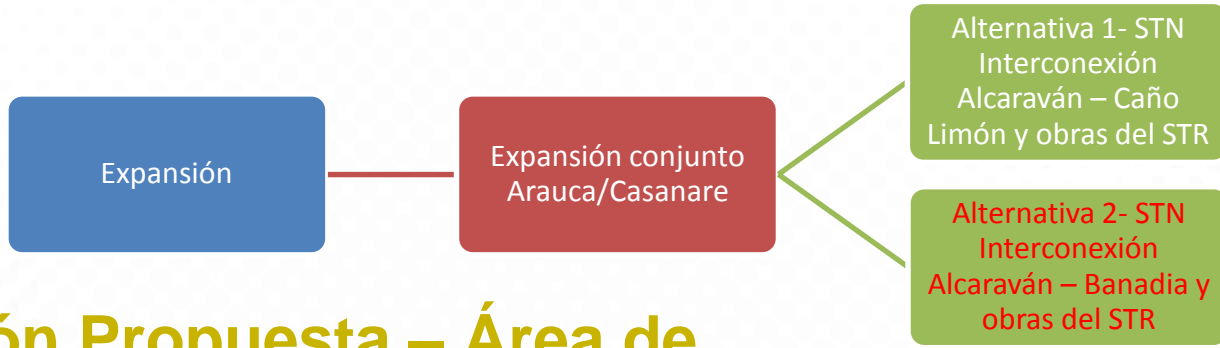 Expansión
Expansión conjunto
Arauca/Casanare
Alternativa 1- STN
Interconexión
Alcaraván – Caño
Limón y obras del STR
Alternativa 2- STN
Interconexión
Alcaraván – Banadia y
obras del STR
Propuesta – Área de